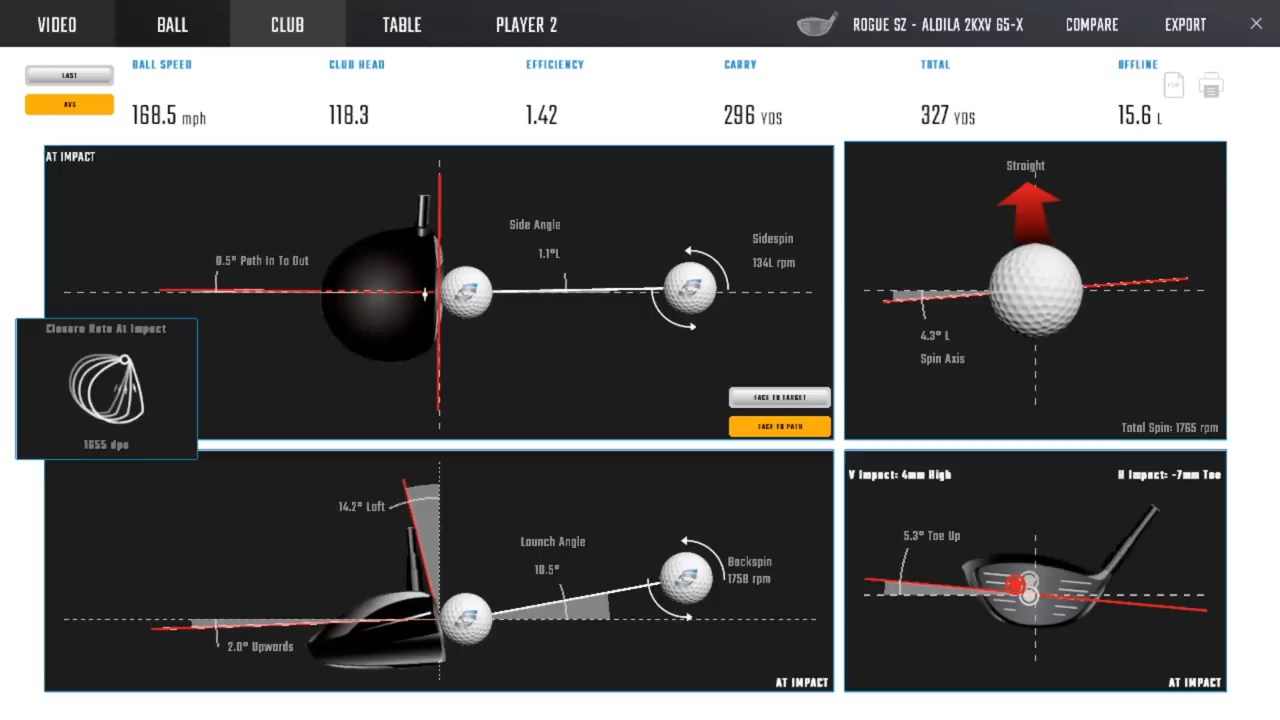 VIDEO
BALL
CLUB
TABLE
PLAYER 2
ROGUE SZ - ALDILA 2KXV 65-X
COMPARE
EXPORT
LAST
AVG
BALL SPEED
168.5 mph
CLUB HEAD
118.3
EFFICIENCY
1.42
CARRY
296 YDS
TOTAL
327 YDS
OFFLINE
15.6 L
AT IMPACT
0.5° Path In To Out
Side Angle
1.1°L
Sidespin
134L rpm
FACE TO TARGET
FACE TO PATH
Closure Rate At Impact
1655 dps
Straight
4.3° L
Spin Axis
Total Spin: 1765 rpm
14.2° Loft
Launch Angle
10.5°
Backspin
1758 rpm
2.0° Upwards
AT IMPACT
V Impact: 4mm High
H Impact: -7mm Toe
5.3° Toe Up
AT IMPACT